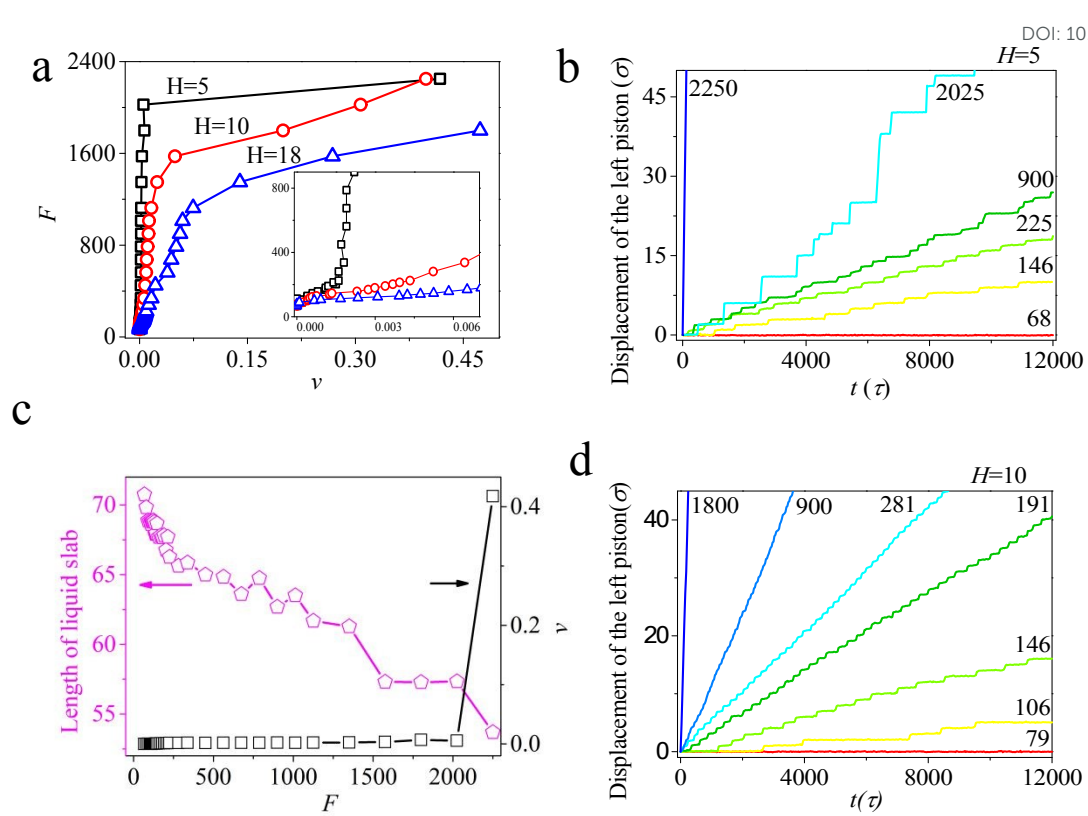 DOI: 10
a
2400
1600
800
0
F
H=5
H=10
H=18
800
400
0
0.000
0.003
0.006
0.00
0.15
0.30
0.45
v
b
H=5
Displacement of the left piston(σ)
45
30
15
0
2250
2025
900
225
146
68
0
4000
8000
12000
t (τ)
c
Length of liquid slab
70
65
60
55
0.4
0.2
0.0
v
0
500
1000
1500
2000
F
d
H=10
Displacement of the left piston(σ)
40
20
0
1800
900
281
191
146
106
79
0
4000
8000
12000
t(τ)